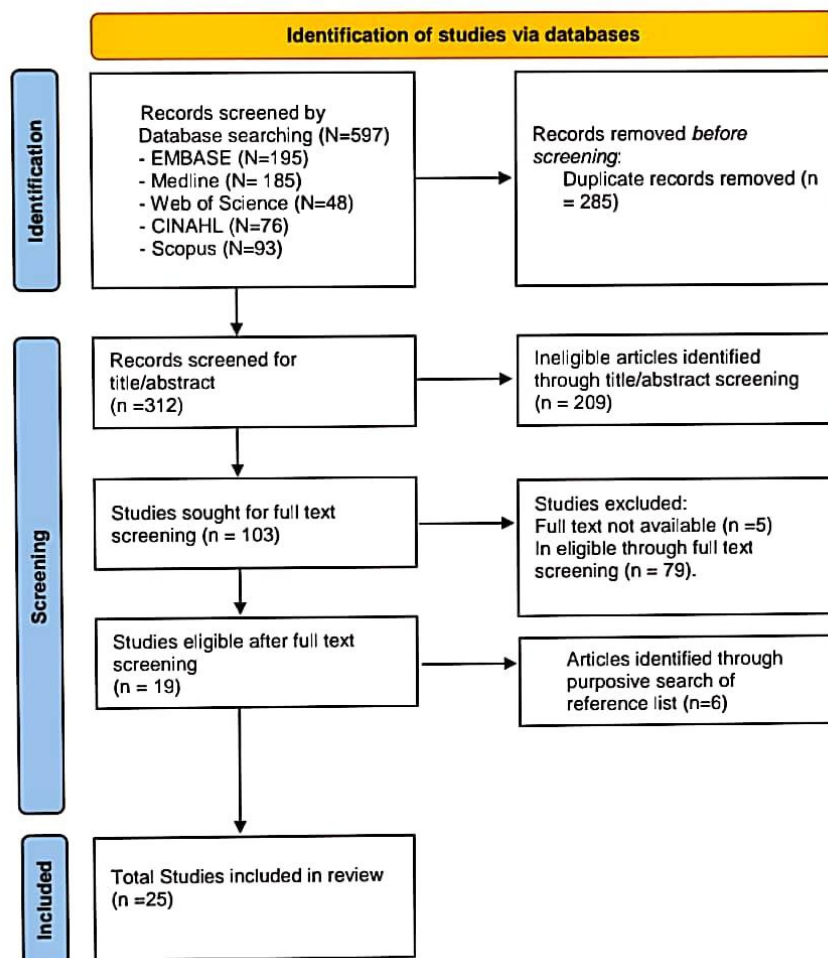 Identification of studies via databases
Identification
Records screened by
Database searching (N=597)
- EMBASE (N=195)
- Medline (N= 185)
- Web of Science (N=48)
- CINAHL (N=76)
- Scopus (N=93)
Records removed before
screening:
Duplicate records removed (n
= 285)
Screening
Records screened for
title/abstract
(n =312)
Ineligible articles identified
through title/abstract screening
(n = 209)
Studies sought for full text
screening (n = 103)
Studies excluded:
Full text not available (n =5)
In eligible through full text
screening (n = 79).
Studies eligible after full text
screening
(n = 19)
Articles identified through
purposive search of
reference list (n=6)
Included
Total Studies included in review
(n =25)